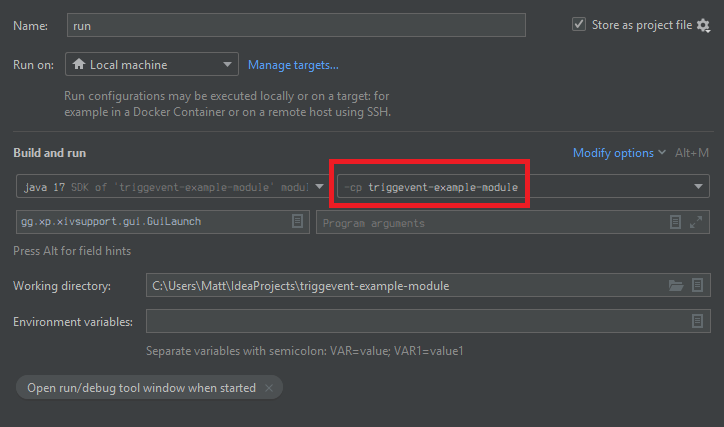 Name:
run
Store as project file
Run on:
Local machine
Manage targets...
Run configurations may be executed locally or on a target: for
example in a Docker Container or on a remote host using SSH.
Build and run
Modify options
Alt+M
java 17 SDK of 'triggevent-example-module' modul
-cp triggevent-example-module
gg.xp.xivsupport.gui.GuiLaunch
Program arguments
Press Alt for field hints
Working directory:
C:\Users\Matt\IdeaProjects\triggevent-example-module
Environment variables:
Separate variables with semicolon: VAR=value; VAR1=value1
Open run/debug tool window when started